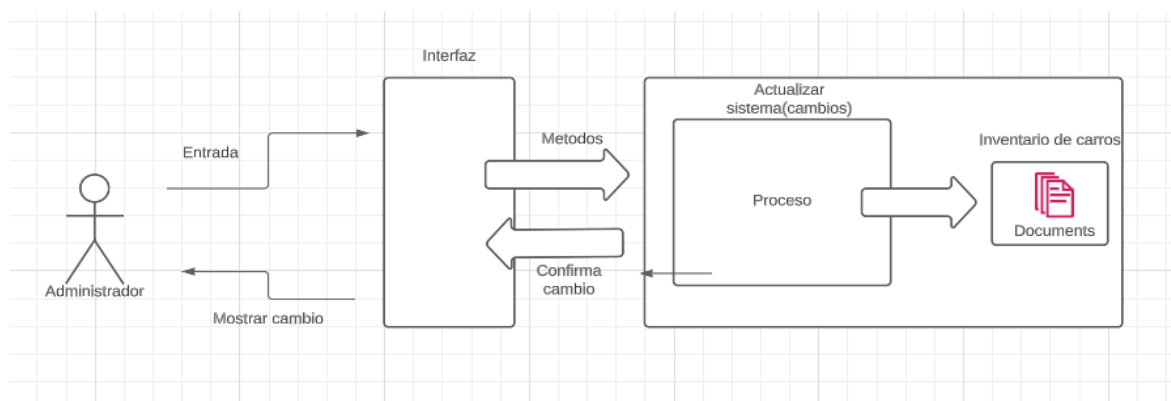 Interfaz
Actualizar
sistema(cambios)
Metodos
Inventario de carros
Entrada
Proceso
Documents
Confirma
cambio
Administrador
Mostrar cambio